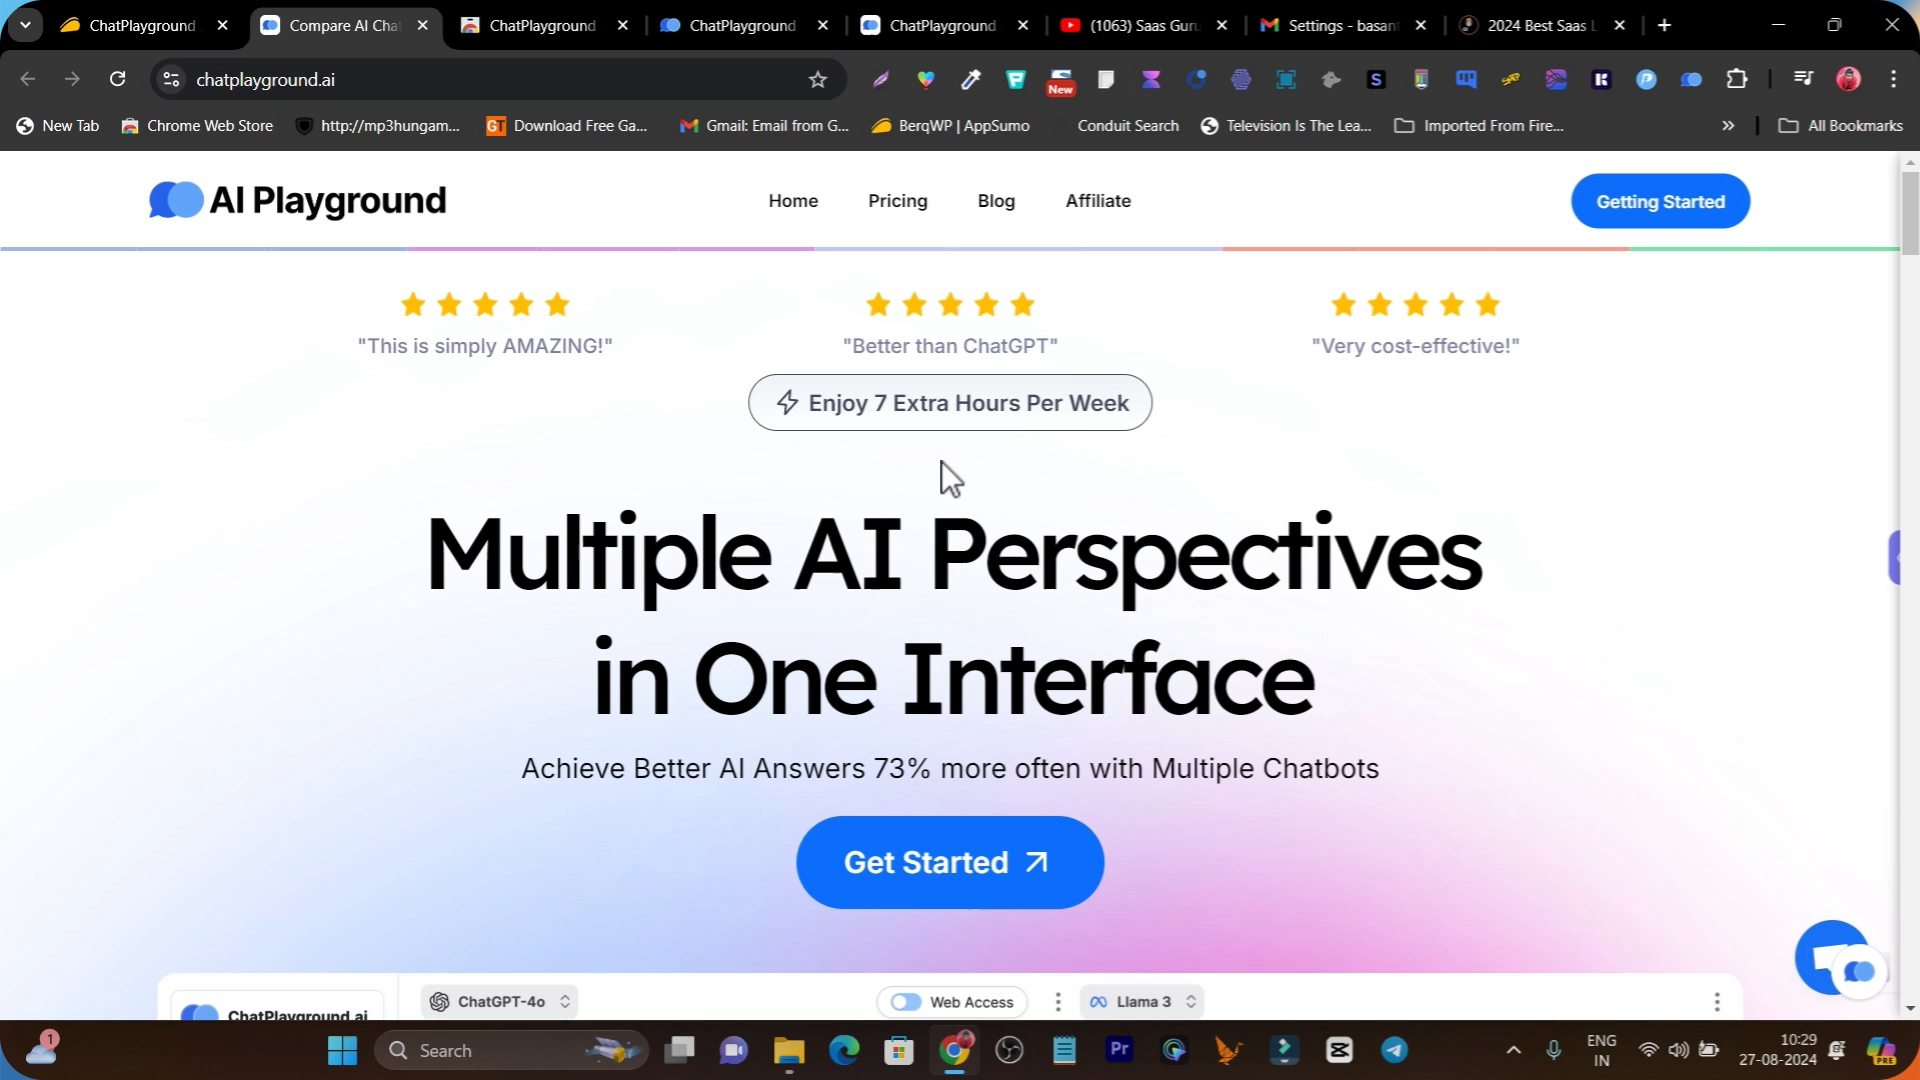 ChatPlayground
Compare AI Cha
ChatPlayground
ChatPlayground
ChatPlayground
(1063) Saas Guru
Settings - basan
2024 Best Saas L
chatplayground.ai
New
New Tab
Chrome Web Store
http://mp3hungam...
Download Free Ga...
Gmail: Email from G...
BerqWP | AppSumo
Conduit Search
Television Is The Lea...
Imported From Fire...
All Bookmarks
AI Playground
Home
Pricing
Blog
Affiliate
Getting Started
"This is simply AMAZING!"
"Better than ChatGPT"
"Very cost-effective!"
Enjoy 7 Extra Hours Per Week
Multiple AI Perspectives
in One Interface
Achieve Better AI Answers 73% more often with Multiple Chatbots
Get Started
ChatPlayground.ai
ChatGPT-4o
Web Access
Llama 3
1
Search
Pr
ENG
IN
10:29
27-08-2024
PRE